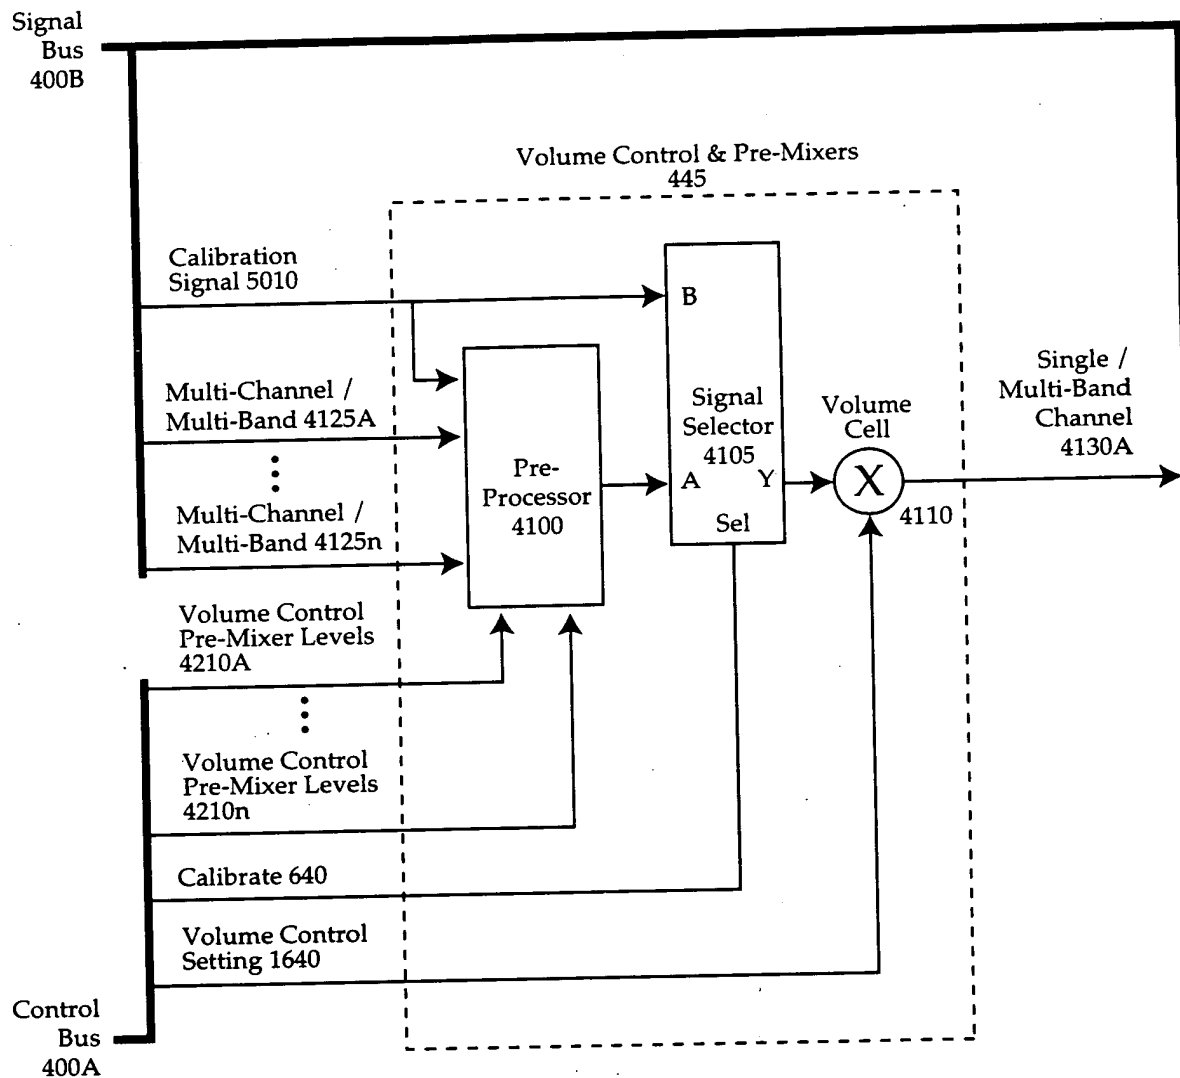 Signal
Bus
400B
Volume Control & Pre-Mixers
445
Calibration
Signal 5010
B
Multi-Channel /
Multi-Band 4125A
Pre-
Processor
4100
Signal
Selector
4105
A
Y
Sel
Volume
Cell
X
4110
Single /
Multi-Band
Channel
4130A
Multi-Channel /
Multi-Band 4125n
Volume Control
Pre-Mixer Levels
4210A
Volume Control
Pre-Mixer Levels
4210n
Calibrate 640
Volume Control
Setting 1640
Control
Bus
400A